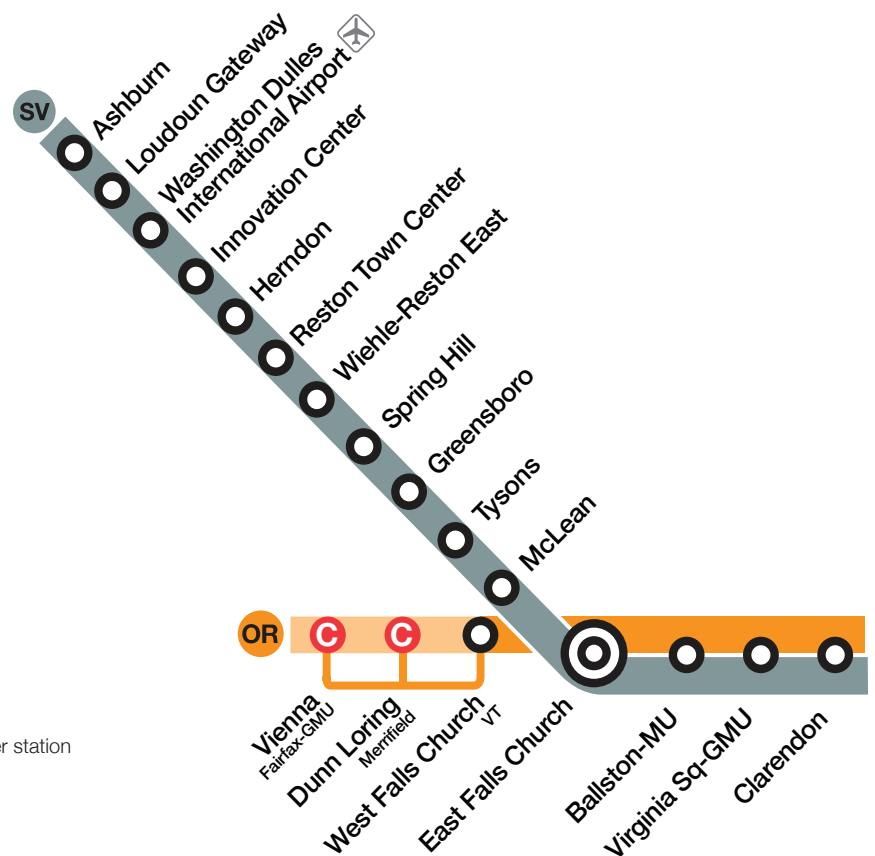 SV
Ashburn
Loudoun Gateway
Washington Dulles
International Airport
Innovation Center
Herndon
Reston Town Center
Wiehle-Reston East
Spring Hill
Greensboro
Tysons
McLean
OR
C
C
Vienna
Fairfax-GMU
Dunn Loring
Merrifield
West Falls Church
VT
East Falls Church
Ballston-MU
Virginia Sq-GMU
Clarendon
station